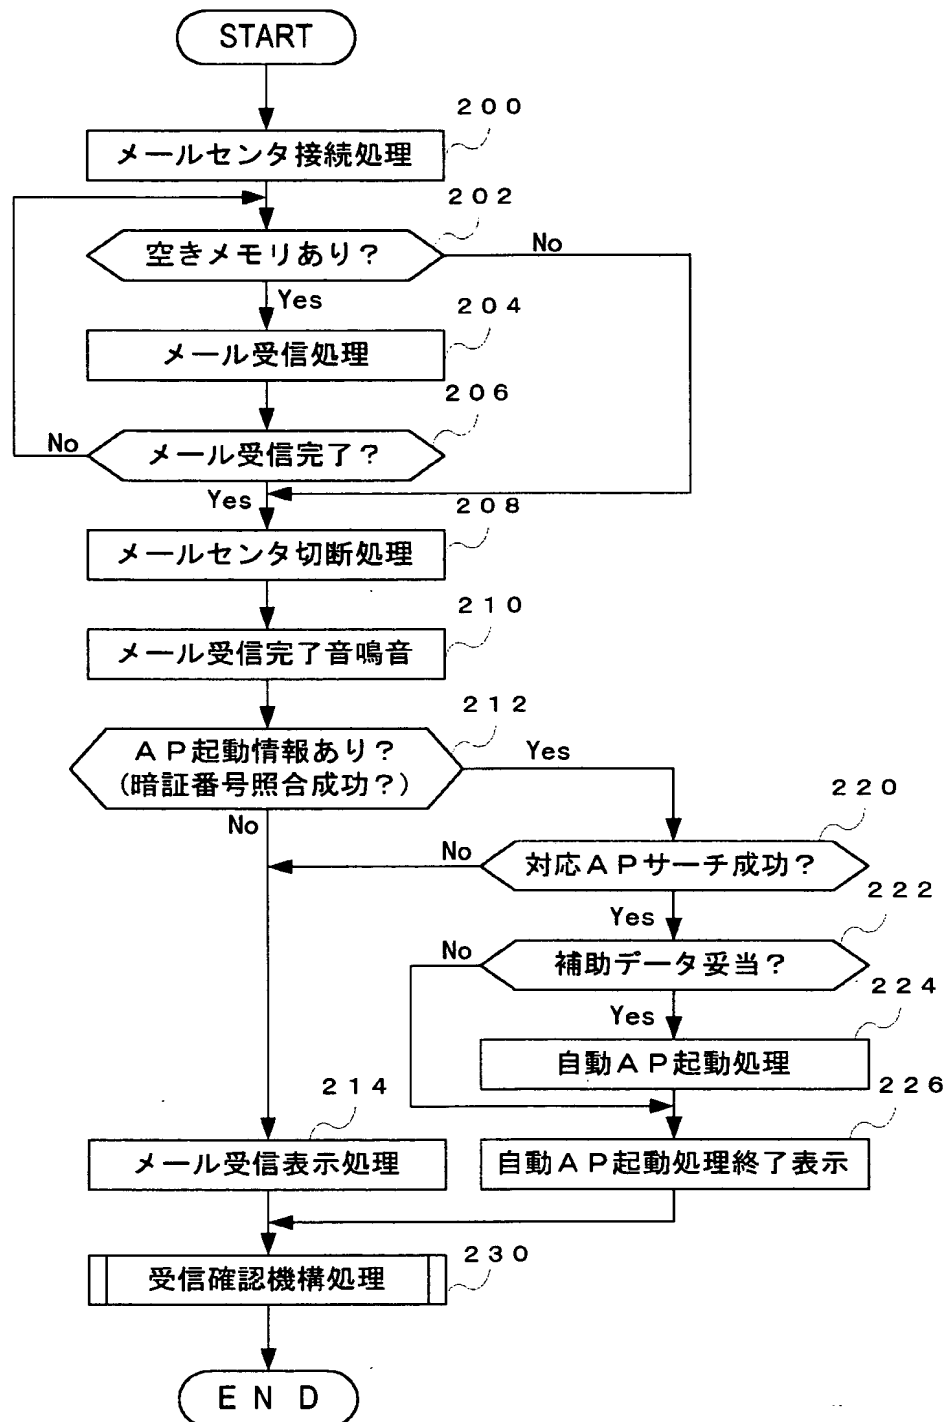 START
２００
メールセンタ接続処理
２０２
空きメモリあり？
No
Yes
２０４
メール受信処理
２０６
No
メール受信完了？
Yes
２０８
メールセンタ切断処理
２１０
メール受信完了音鳴音
２１２
ＡＰ起動情報あり？
(暗証番号照合成功？)
Yes
No
２２０
No
対応ＡＰサーチ成功？
Yes
２２２
No
補助データ妥当？
Yes
２２４
自動ＡＰ起動処理
２１４
２２６
メール受信表示処理
自動ＡＰ起動処理終了表示
２３０
受信確認機構処理
ＥＮＤ